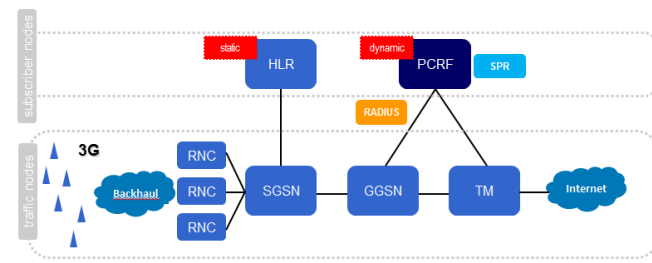 subscriber nodes
static
HLR
dynamic
PCRF
SPR
RADIUS
traffic nodes
3G
Backhaul
RNC
RNC
RNC
SGSN
GGSN
TM
Internet